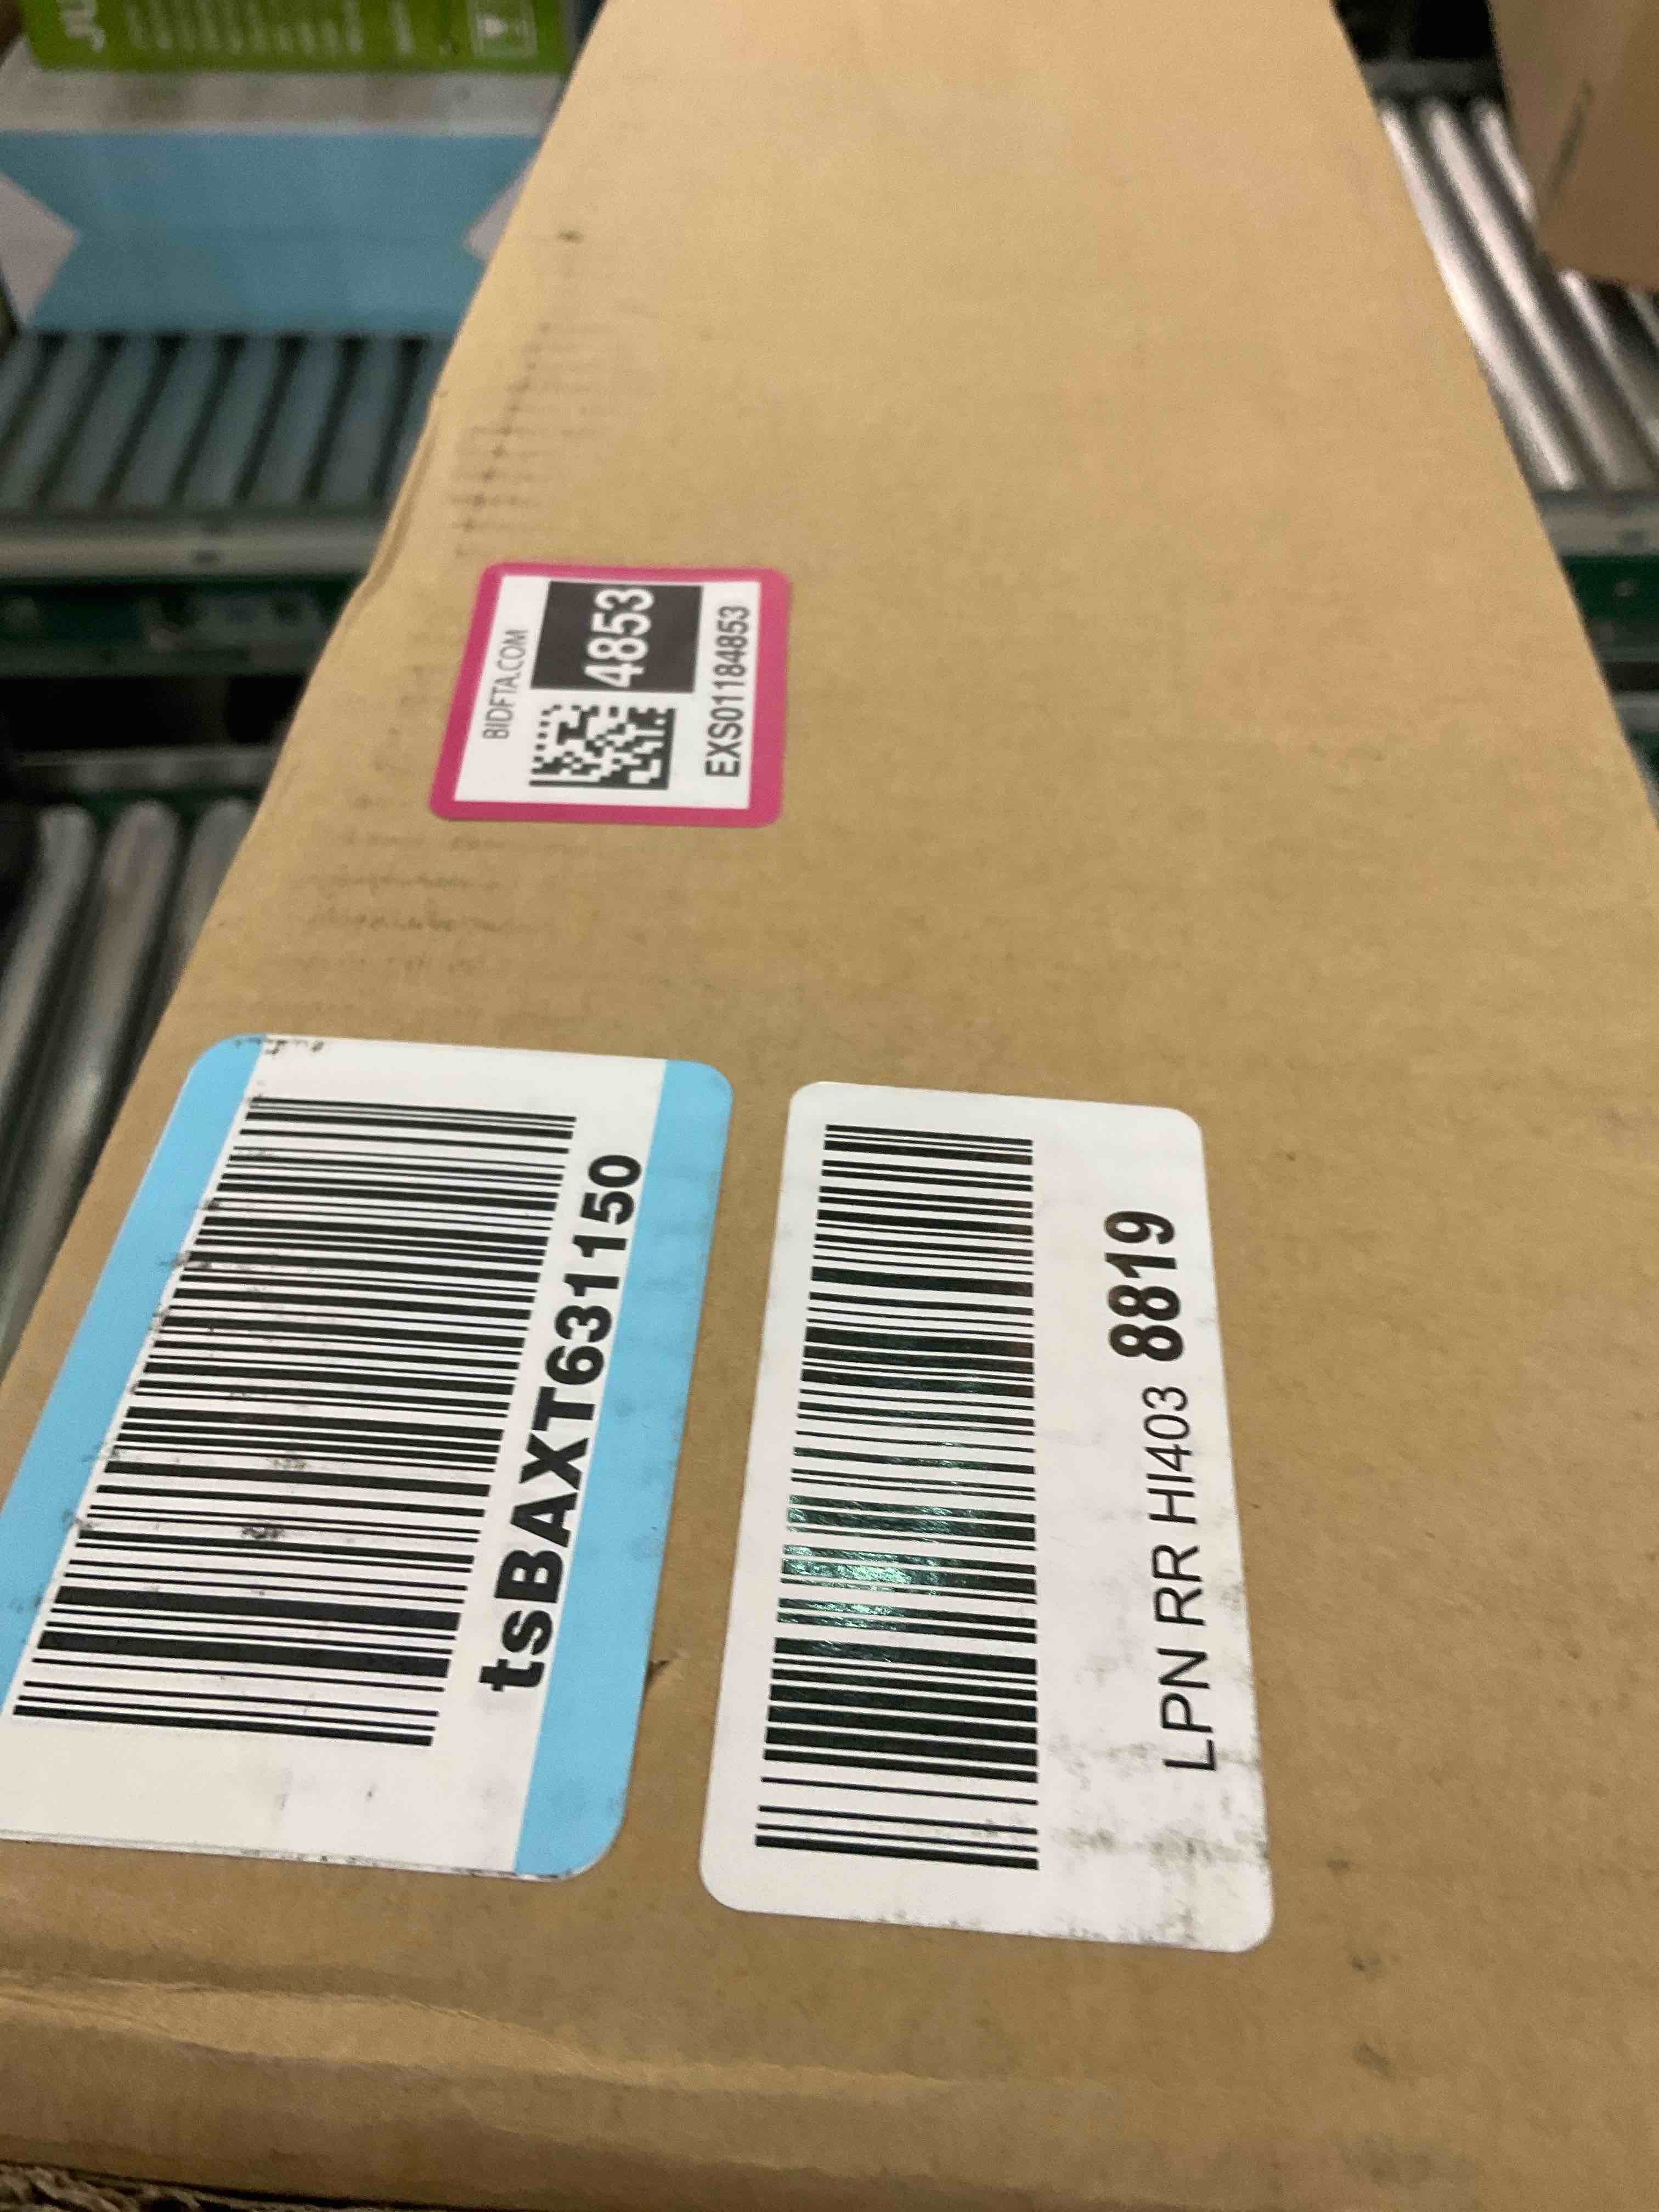 BIDFTA.COM
4853
EXS01184853
tsBAXT631150
LPN RR HI403 8819